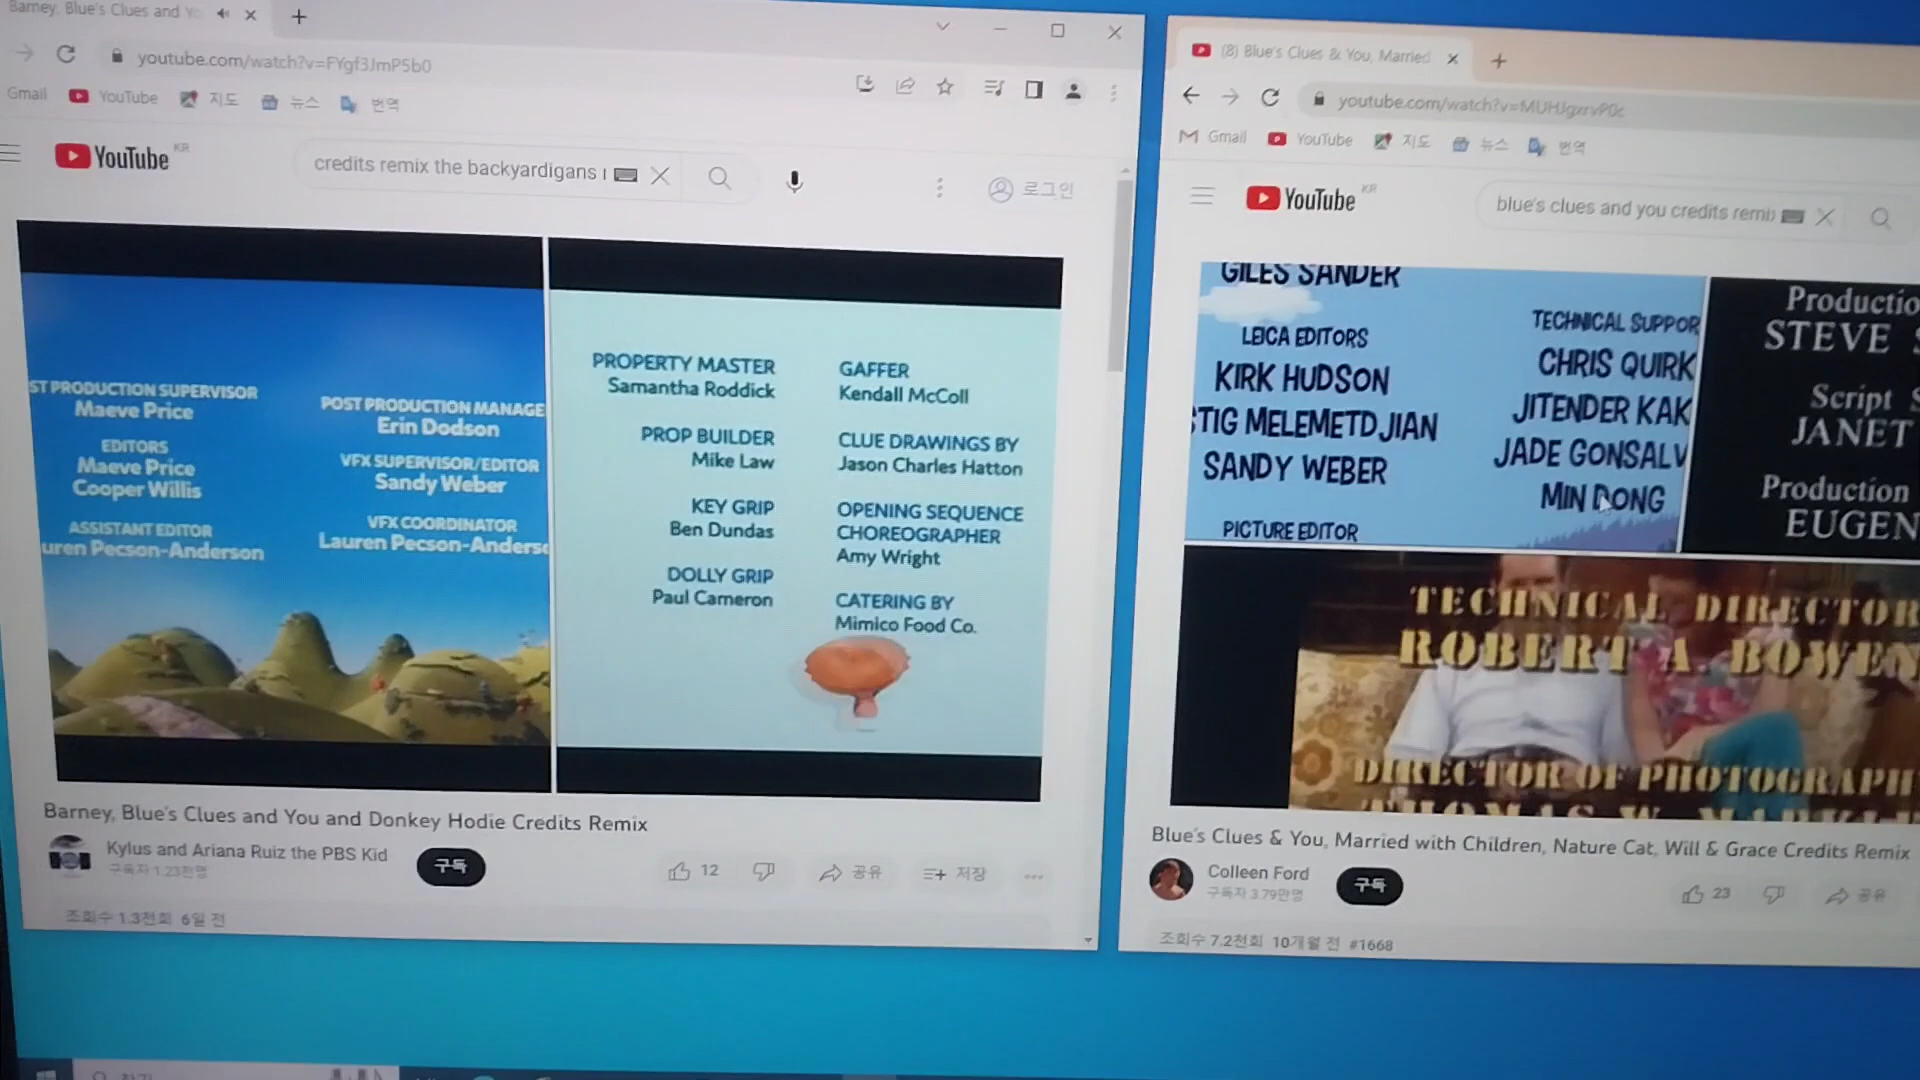 Barney, Blue's Clues and Yo
youtube.com/watch?v=FYgf3JmP5b0
Gmail YouTube 지도 뉴스 번역
YouTube KR
credits remix the backyardigans
로그인
ST PRODUCTION SUPERVISOR
Maeve Price
EDITORS
Maeve Price
Cooper Willis
ASSISTANT EDITOR
uren Pecson-Anderson
POST PRODUCTION MANAGE
Erin Dodson
VFX SUPERVISOR/EDITOR
Sandy Weber
VFX COORDINATOR
Lauren Pecson-Anderso
PROPERTY MASTER
Samantha Roddick
PROP BUILDER
Mike Law
KEY GRIP
Ben Dundas
DOLLY GRIP
Paul Cameron
GAFFER
Kendall McColl
CLUE DRAWINGS BY
Jason Charles Hatton
OPENING SEQUENCE
CHOREOGRAPHER
Amy Wright
CATERING BY
Mimico Food Co.
Barney, Blue's Clues and You and Donkey Hodie Credits Remix
Kylus and Ariana Ruiz the PBS Kid
구독자 1.23천명
구독
12
공유
저장
조회수 1.3천회 6일 전
(8) Blue's Clues & You, Married
youtube.com/watch?v=MUHJgxrvP0c
Gmail YouTube 지도 뉴스 번역
YouTube KR
blue's clues and you credits remix
GILES SANDER
LEICA EDITORS
KIRK HUDSON
STIG MELEMETDJIAN
SANDY WEBER
PICTURE EDITOR
TECHNICAL SUPPOR
CHRIS QUIRK
JITENDER KAK
JADE GONSALV
MIN DONG
Productio
STEVE S
Script S
JANET
Production
EUGEN
TECHNICAL DIRECTOR
ROBERT A. BOWEN
DIRECTOR OF PHOTOGRAPH
THOMAS W. MARKL
Blue's Clues & You, Married with Children, Nature Cat, Will & Grace Credits Remix
Colleen Ford
구독자 3.79만명
구독
23
공유
조회수 7.2천회 10개월 전 #1668
찾기